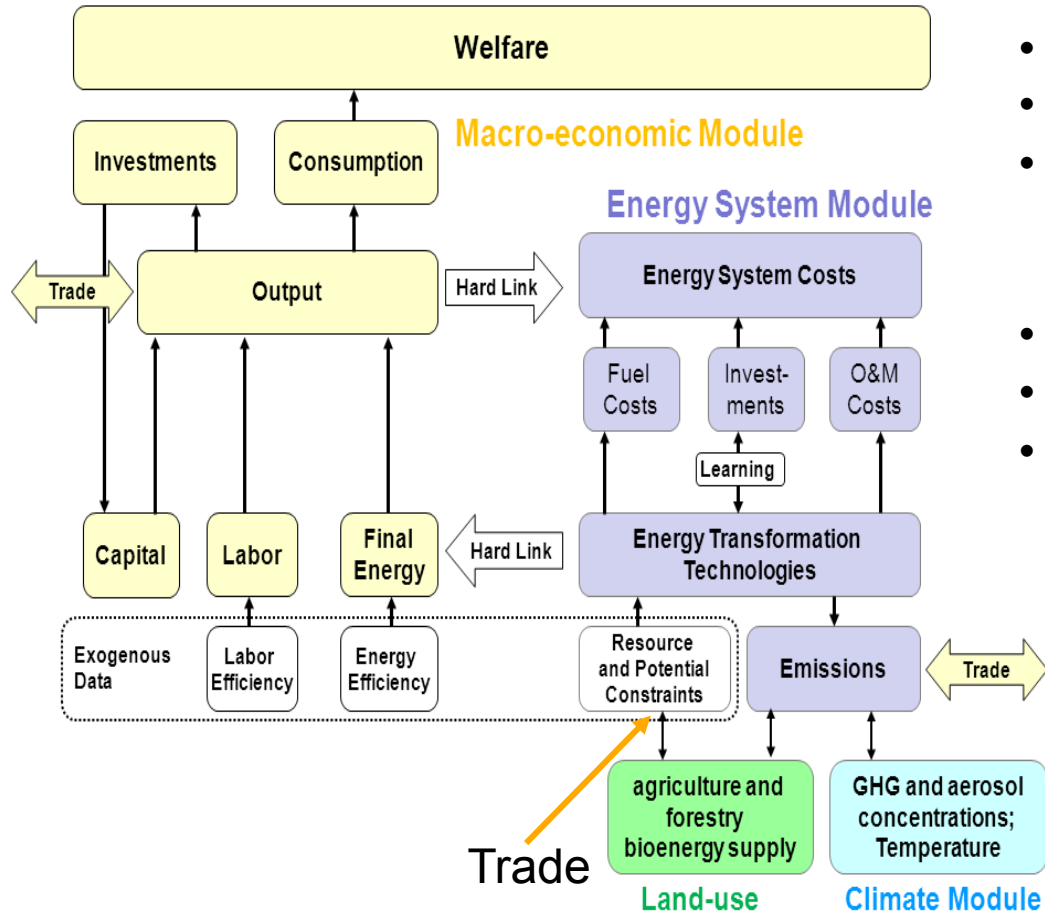 Welfare
Macro-economic Module
Investments
Consumption
Energy System Module
Trade
Output
Hard Link
Energy System Costs
Fuel
Costs
Invest-
ments
O&M
Costs
Learning
Capital
Labor
Final
Energy
Hard Link
Energy Transformation
Technologies
Exogenous
Data
Labor
Efficiency
Energy
Efficiency
Resource
and Potential
Constraints
Emissions
Trade
agriculture and
forestry
bioenergy supply
GHG and aerosol
concentrations;
Temperature
Trade
Land-use
Climate Module